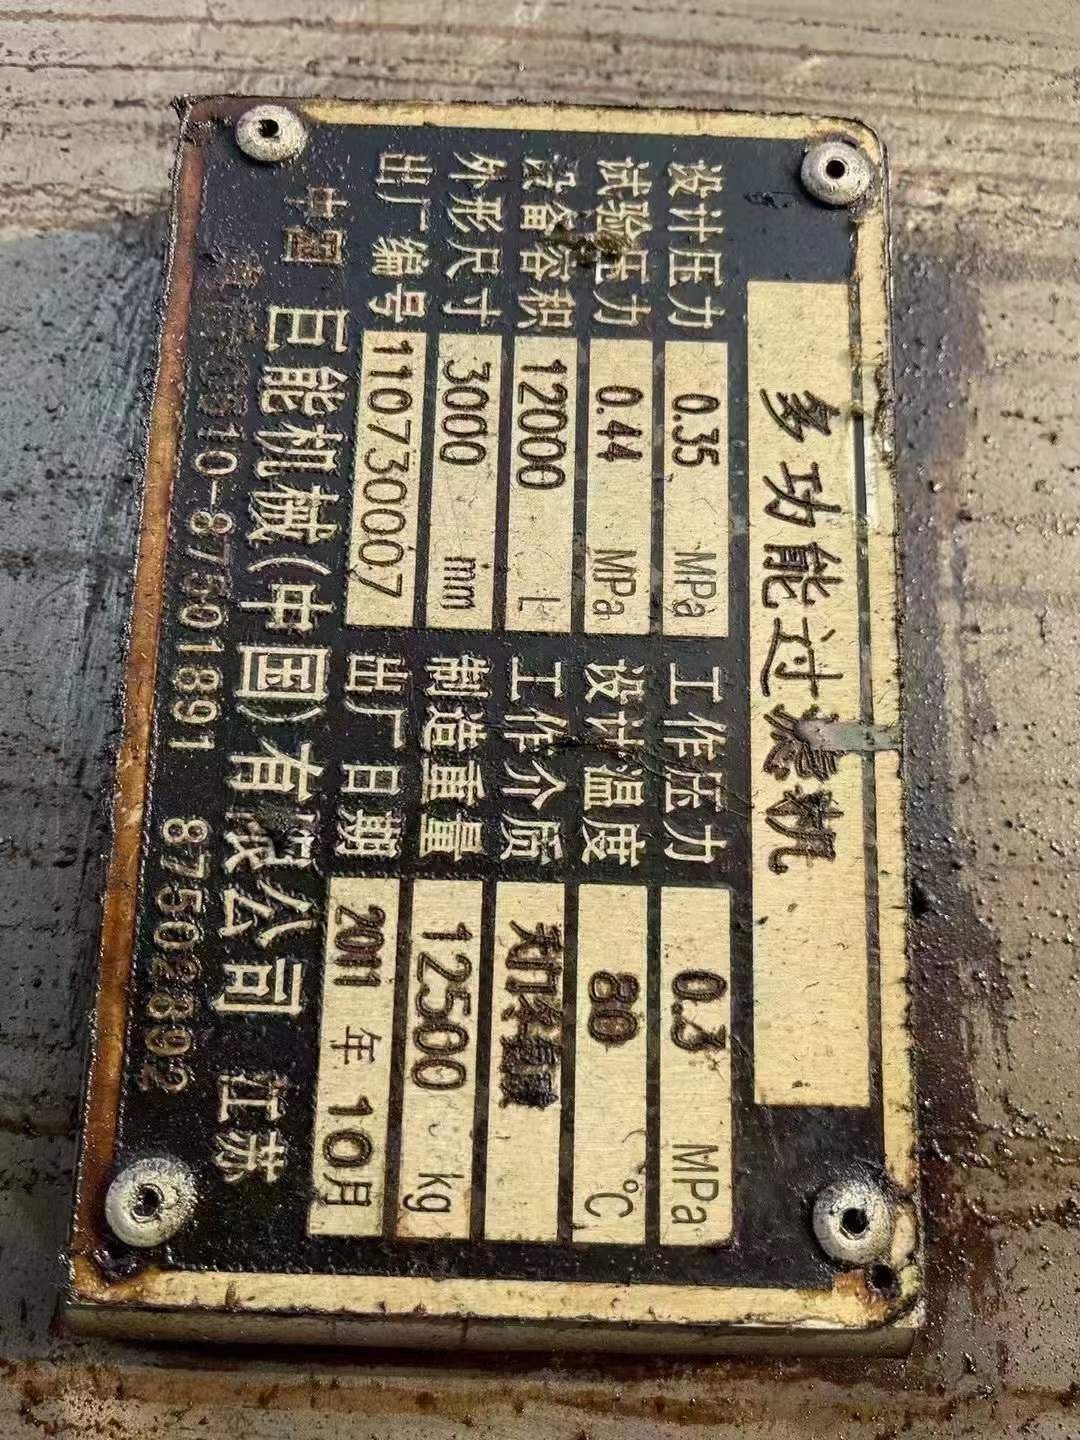 多功能过滤机
设计压力 0.35 MPa 工作压力 0.3 MPa
试验压力 0.44 MPa 设计温度 80 ℃
设备容积 12000 L 工作介质
外形尺寸 3000 mm 制造重量 12500 kg
出厂编号 110730007 出厂日期 2011 年 10月
中国 巨能机械(中国)有限公司 江苏
0510-87501891 87502892